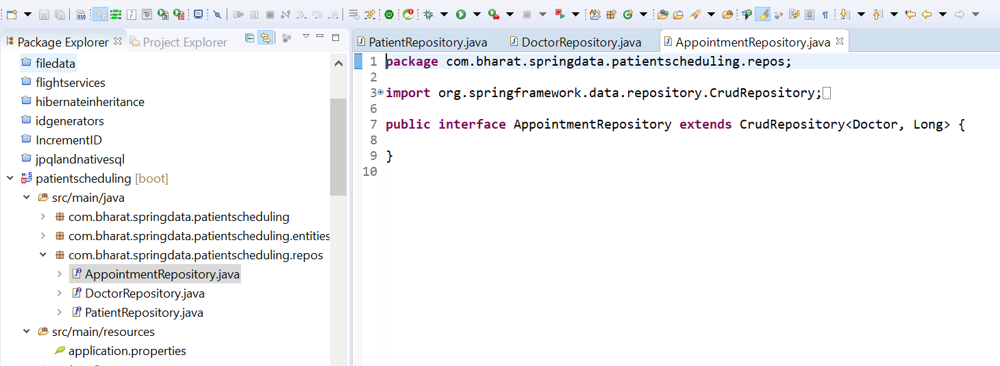 Package Explorer
Project Explorer
filedata
flightservices
hibernateinheritance
idgenerators
IncrementID
jpqlandnativesql
patientscheduling [boot]
src/main/java
com.bharat.springdata.patientscheduling
com.bharat.springdata.patientscheduling.entities
com.bharat.springdata.patientscheduling.repos
AppointmentRepository.java
DoctorRepository.java
PatientRepository.java
src/main/resources
application.properties
PatientRepository.java
DoctorRepository.java
AppointmentRepository.java
1 package com.bharat.springdata.patientscheduling.repos;
2
3 import org.springframework.data.repository.CrudRepository;
6
7 public interface AppointmentRepository extends CrudRepository<Doctor, Long> {
8
9 }
10